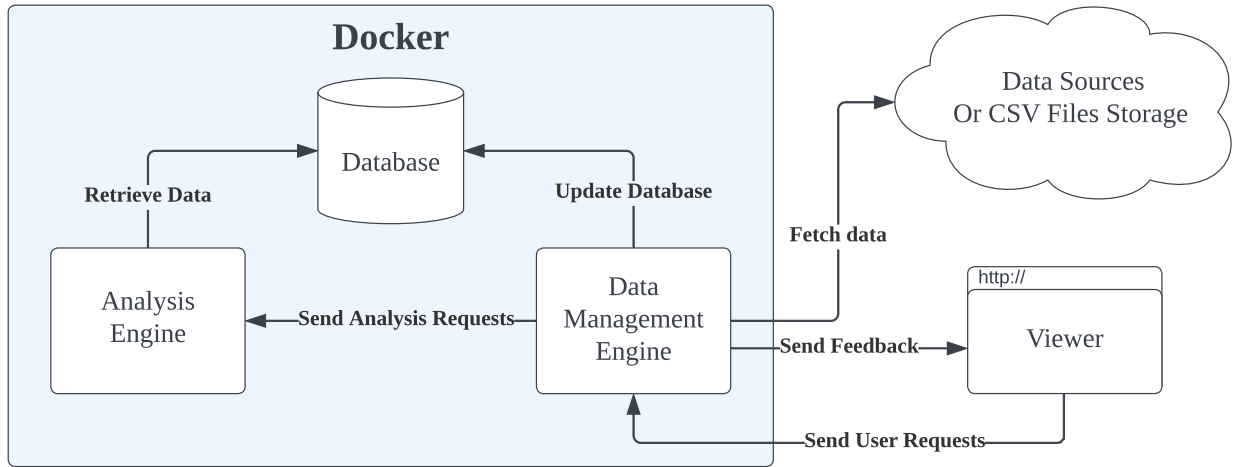 Docker
Data Sources
Or CSV Files Storage
Database
Retrieve Data
Update Database
Fetch data
http://
Analysis
Engine
Send Analysis Requests
Data
Management
Engine
Send Feedback
Viewer
Send User Requests